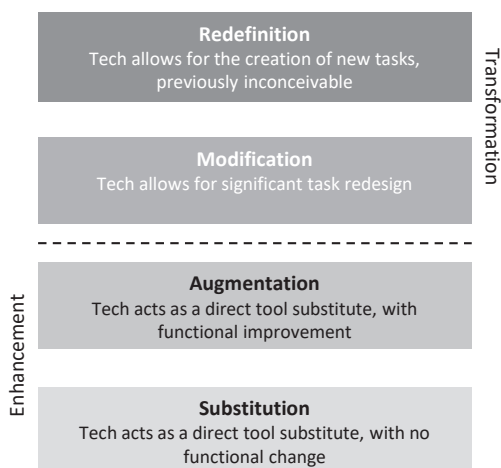 Redefinition
Tech allows for the creation of new tasks,
previously inconceivable
Transformation
Modification
Tech allows for significant task redesign
Augmentation
Tech acts as a direct tool substitute, with
functional improvement
Enhancement
Substitution
Tech acts as a direct tool substitute, with no
functional change